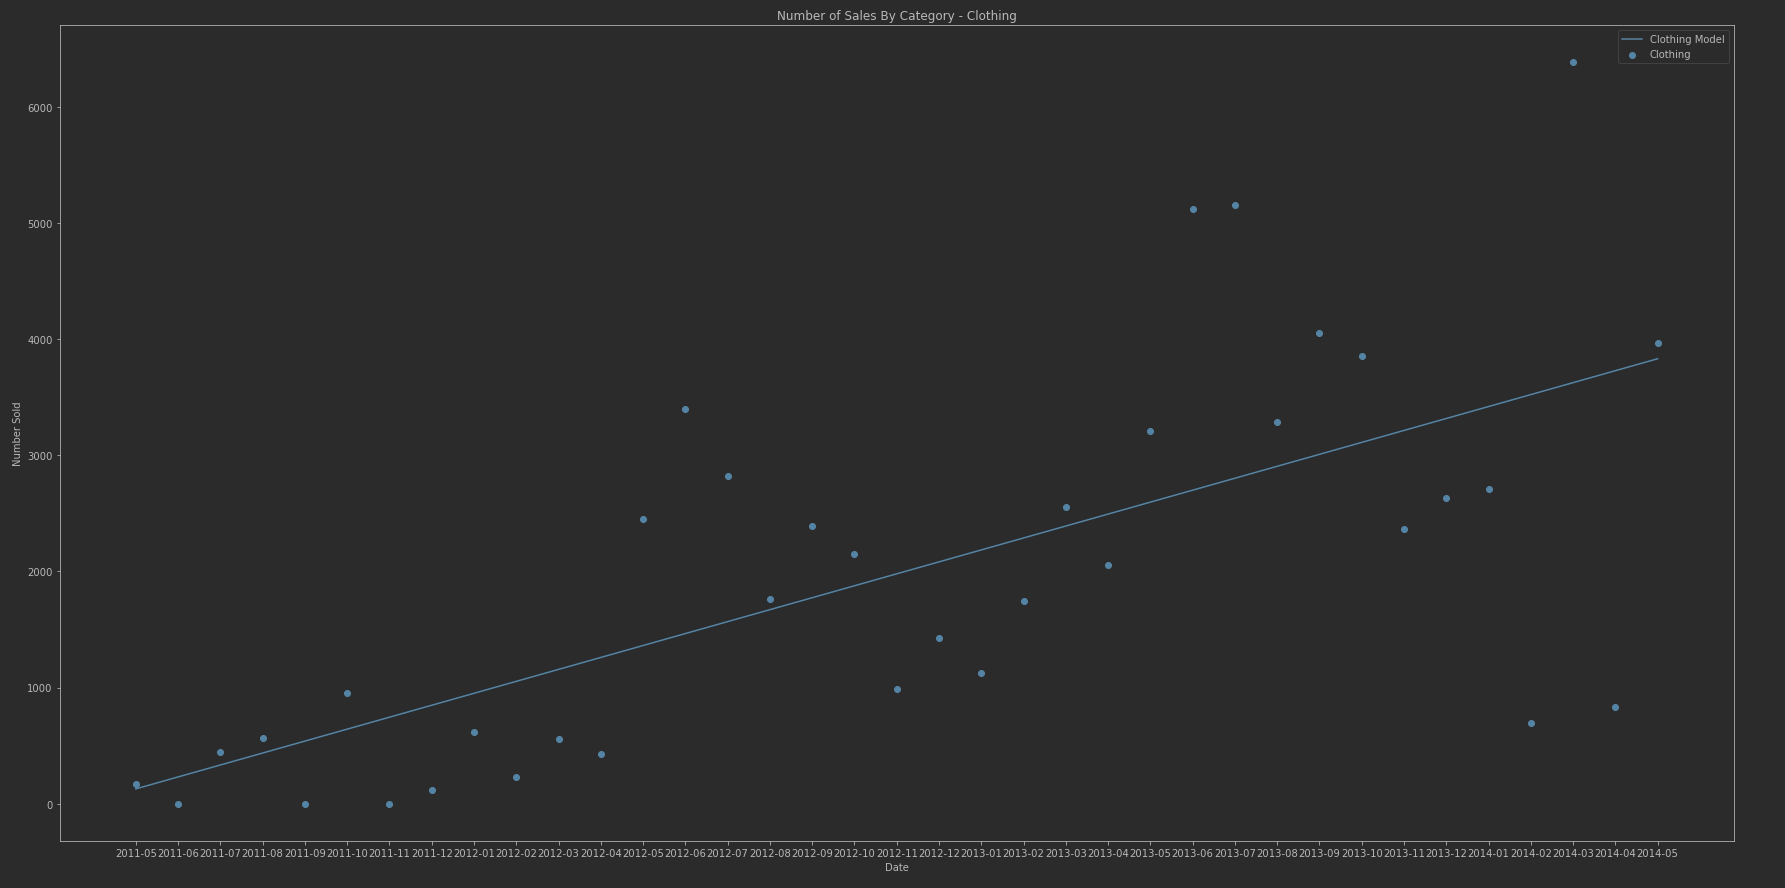 Number of Sales By Category - Clothing
Clothing Model
Clothing
6000
5000
4000
3000
2000
1000
0
Number Sold
2011-05 2011-06 2011-07 2011-08 2011-09 2011-10 2011-11 2011-12 2012-01 2012-02 2012-03 2012-04 2012-05 2012-06 2012-07 2012-08 2012-09 2012-10 2012-11 2012-12 2013-01 2013-02 2013-03 2013-04 2013-05 2013-06 2013-07 2013-08 2013-09 2013-10 2013-11 2013-12 2014-01 2014-02 2014-03 2014-04 2014-05
Date